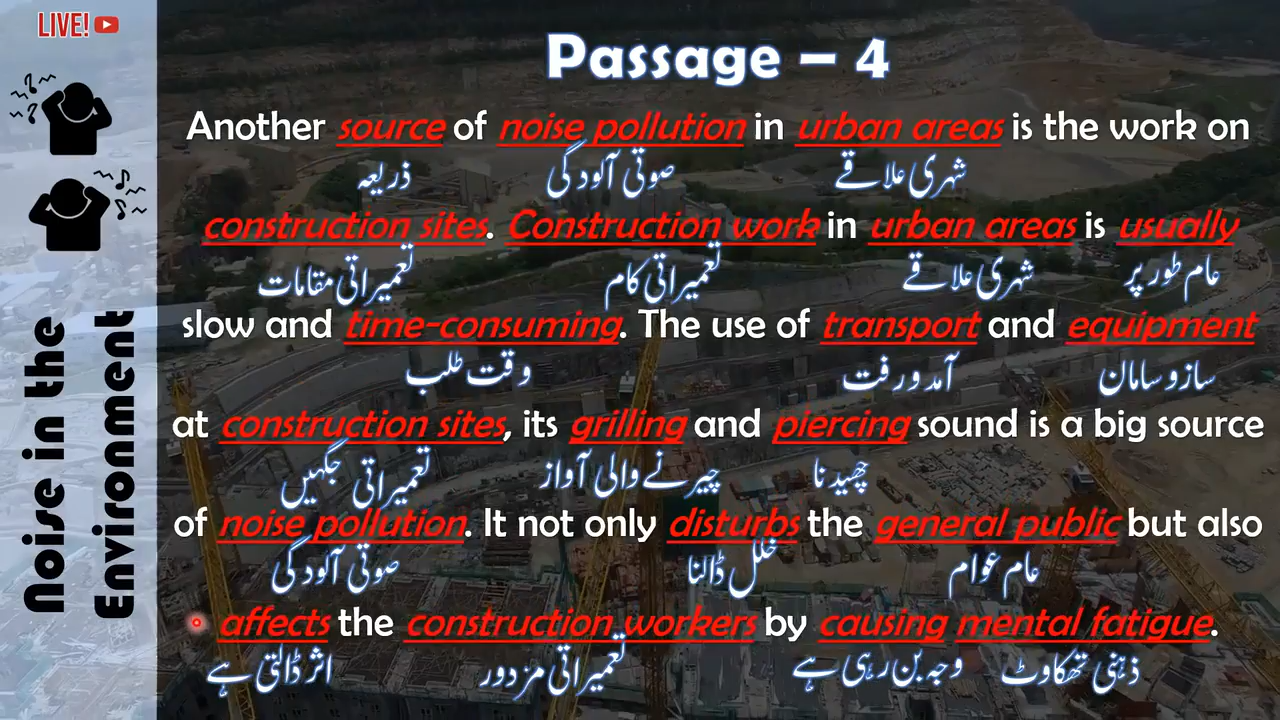 LIVE!
Passage – 4
Another source of noise pollution in urban areas is the work on
ذریعہ صوتی آلودگی شہری علاقے
construction sites. Construction work in urban areas is usually
تعمیراتی مقامات تعمیراتی کام شہری علاقے عام طور پر
slow and time-consuming. The use of transport and equipment
وقت طلب آمدورفت سازو سامان
at construction sites, its grilling and piercing sound is a big source
تعمیراتی جگہیں چیرنے والی آواز چھیدنا
of noise pollution. It not only disturbs the general public but also
صوتی آلودگی خلل ڈالنا عام عوام
affects the construction workers by causing mental fatigue.
اثر ڈالتی ہے تعمیراتی مزدور وجہ بن رہی ہے ذہنی تھکاوٹ
Noise in the
Environment